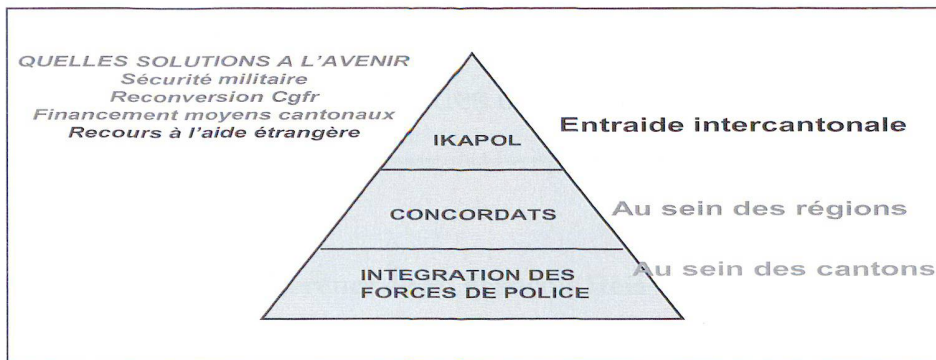 QUELLES SOLUTIONS A L'AVENIR
Sécurité militaire
Reconversion Cgfr
Financement moyens cantonaux
Recours à l'aide étrangère
IKAPOL
Entraide intercantonale
CONCORDATS
Au sein des régions
INTEGRATION DES
FORCES DE POLICE
Au sein des cantons